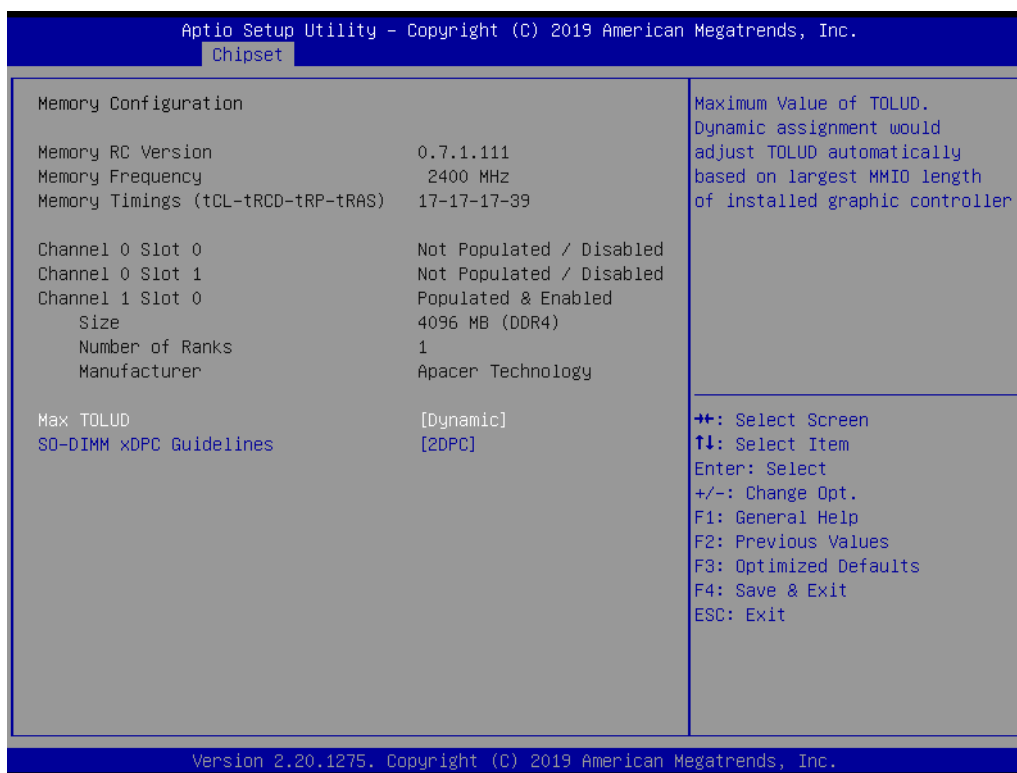 Aptio Setup Utility – Copyright (C) 2019 American Megatrends, Inc.
Chipset
Memory Configuration
Memory RC Version 0.7.1.111
Memory Frequency 2400 MHz
Memory Timings (tCL-tRCD-tRP-tRAS) 17-17-17-39
Channel 0 Slot 0 Not Populated / Disabled
Channel 0 Slot 1 Not Populated / Disabled
Channel 1 Slot 0 Populated & Enabled
Size 4096 MB (DDR4)
Number of Ranks 1
Manufacturer Apacer Technology
Max TOLUD [Dynamic]
SO-DIMM xDPC Guidelines [2DPC]
Maximum Value of TOLUD.
Dynamic assignment would
adjust TOLUD automatically
based on largest MMIO length
of installed graphic controller
→←: Select Screen
↑↓: Select Item
Enter: Select
+/-: Change Opt.
F1: General Help
F2: Previous Values
F3: Optimized Defaults
F4: Save & Exit
ESC: Exit
Version 2.20.1275. Copyright (C) 2019 American Megatrends, Inc.